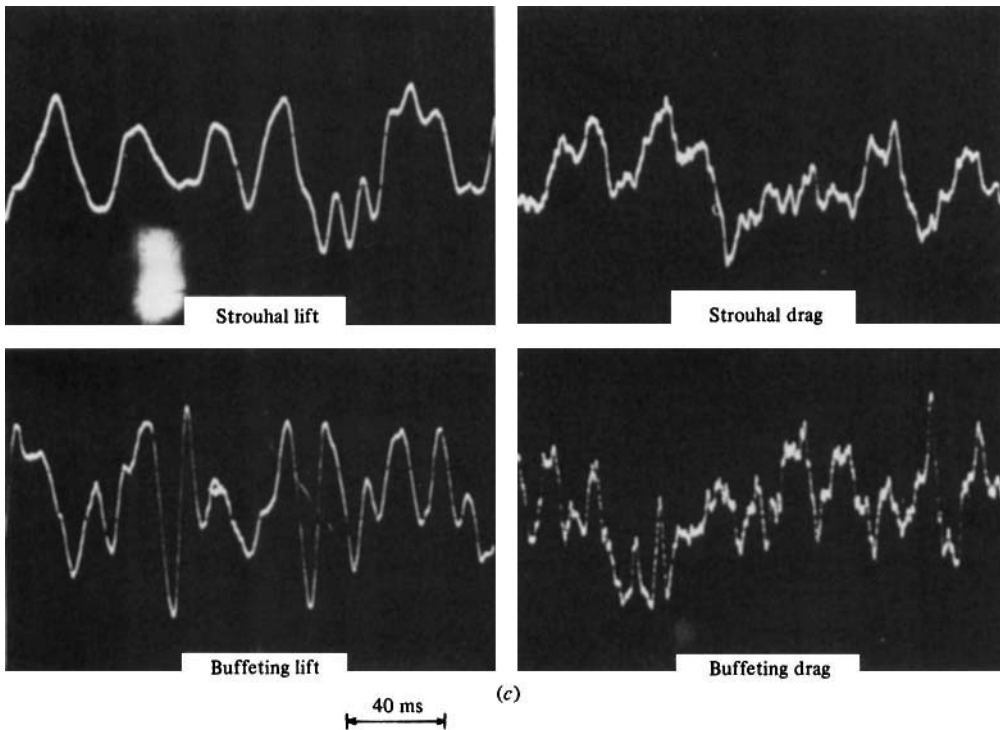 Strouhal lift
Strouhal drag
Buffeting lift
Buffeting drag
(c)
40 ms